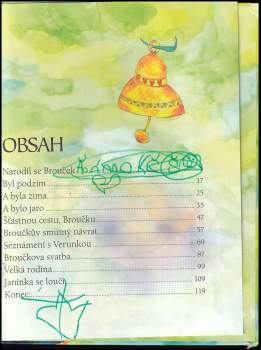 OBSAH
Narodil se Brouček
Byl podzim 17
A byla zima 25
A bylo jaro 35
Šťastnou cestu, Broučku 47
Broučkův smutný návrat 57
Seznámení s Verunkou 69
Broučkova svatba 87
Velká rodina 99
Janinka se loučí 109
Konec 119